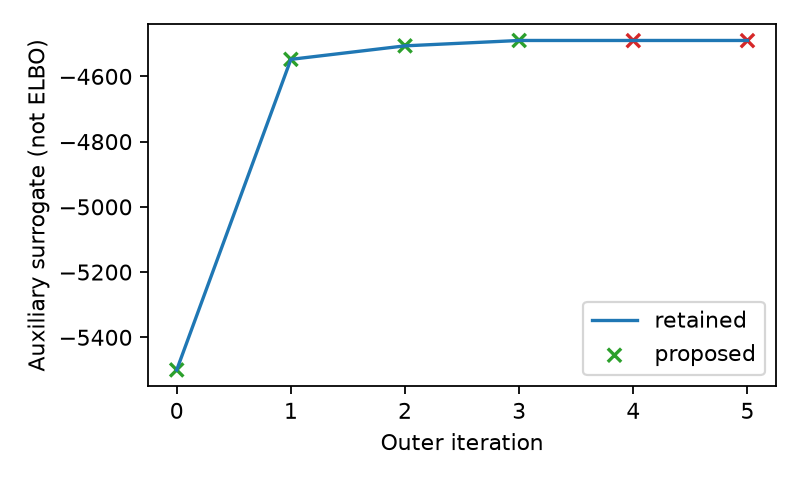 Auxiliary surrogate (not ELBO)
−4600
−4800
−5000
−5200
−5400
0 1 2 3 4 5
Outer iteration
retained
proposed